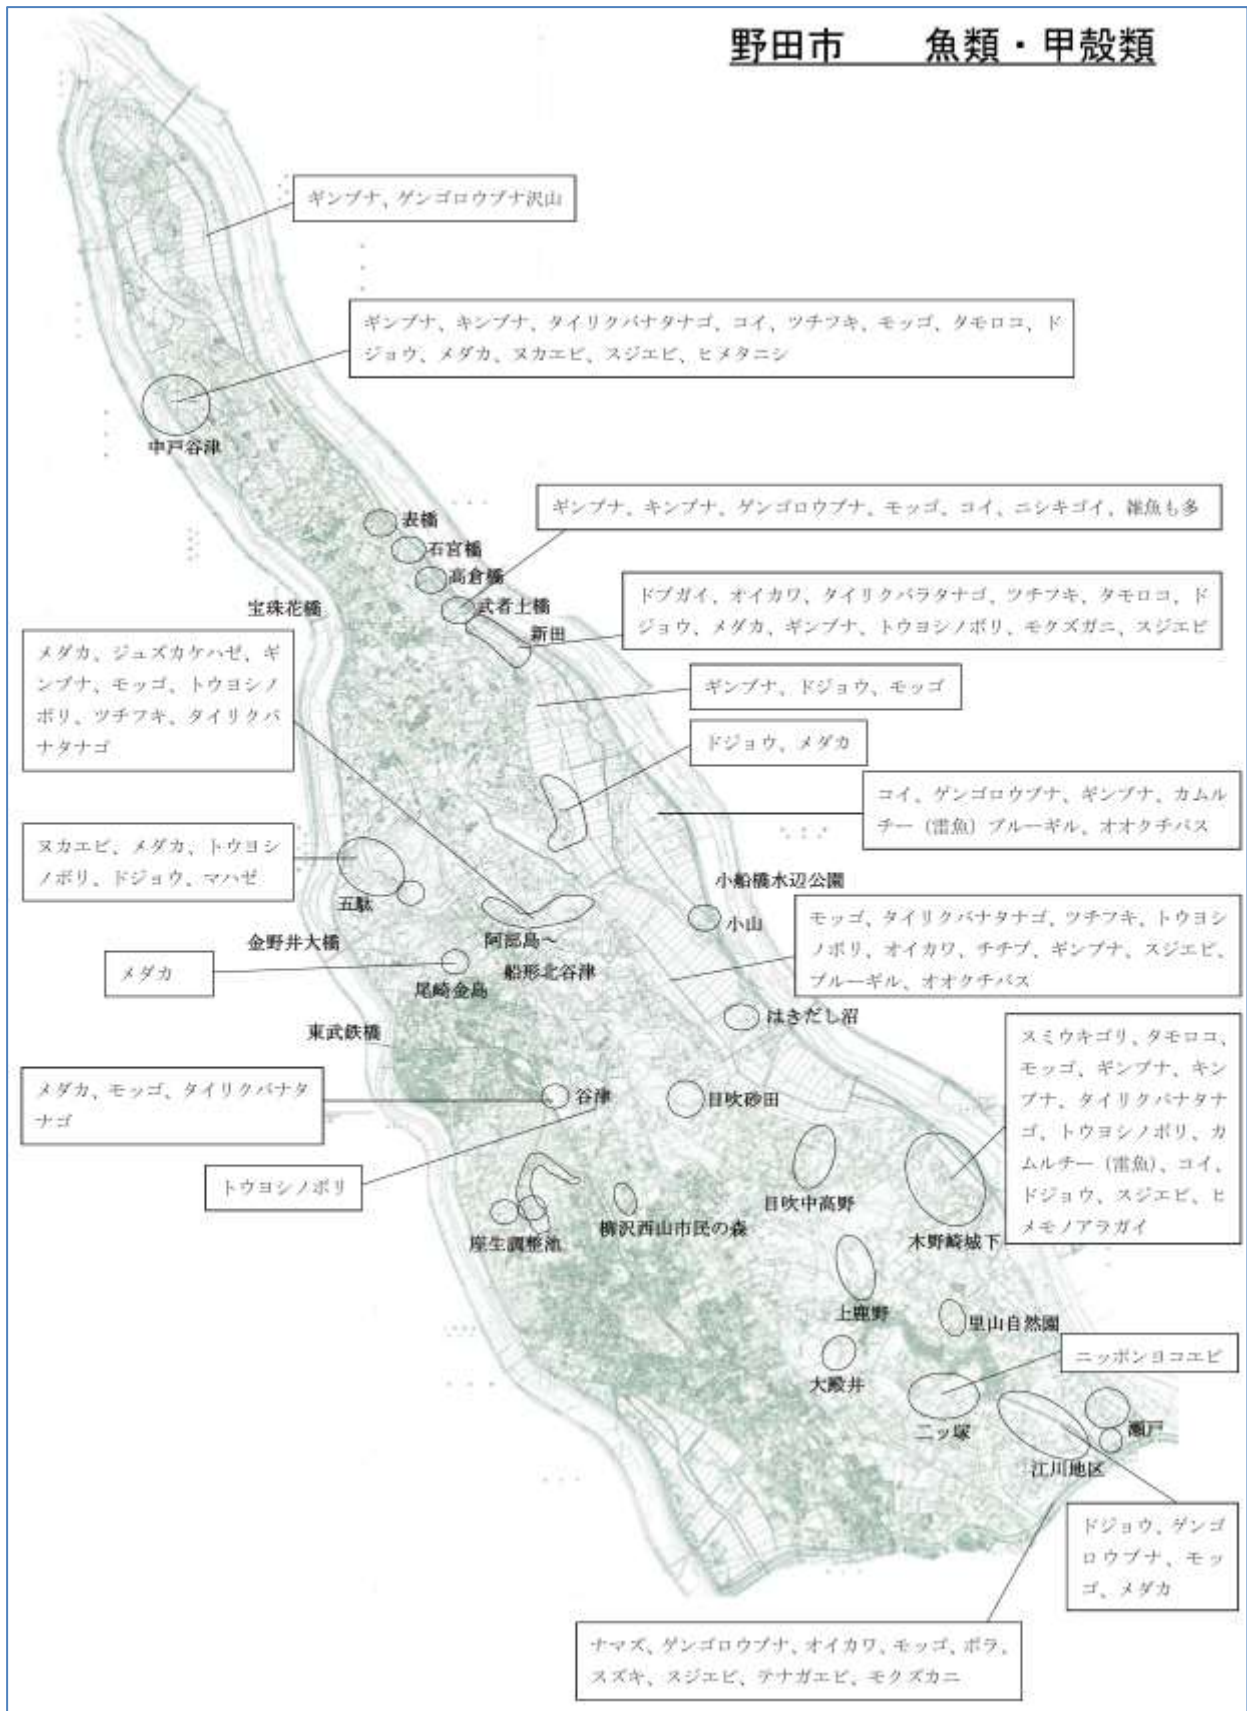 野田市　　魚類・甲殻類
ギンブナ、ゲンゴロウブナ沢山
ギンブナ、キンブナ、タイリクバナタナゴ、コイ、ツチフキ、モッゴ、タモロコ、ド
ジョウ、メダカ、ヌカエビ、スジエビ、ヒメタニシ
中戸谷津
ギンブナ、キンブナ、ゲンゴロウブナ、モッゴ、コイ、ニシキゴイ、雑魚も多
表橋
石宮橋
高倉橋
武者土橋
宝珠花橋
新田
ドブガイ、オイカワ、タイリクバラタナゴ、ツチフキ、タモロコ、ド
ジョウ、メダカ、ギンブナ、トウヨシノボリ、モクズガニ、スジエビ
メダカ、ジュズカケハゼ、ギ
ンブナ、モッゴ、トウヨシノ
ボリ、ツチフキ、タイリクバ
ナタナゴ
ギンブナ、ドジョウ、モッゴ
ドジョウ、メダカ
コイ、ゲンゴロウブナ、ギンブナ、カムル
チー（雷魚）ブルーギル、オオクチバス
ヌカエビ、メダカ、トウヨシ
ノボリ、ドジョウ、マハゼ
五駄
小船橋水辺公園
小山
モッゴ、タイリクバナタナゴ、ツチフキ、トウヨシ
ノボリ、オイカワ、チチブ、ギンブナ、スジエビ、
ブルーギル、オオクチバス
金野井大橋
阿部島～
船形北谷津
メダカ
尾崎金島
はきだし沼
東武鉄橋
スミウキゴリ、タモロコ、
モッゴ、ギンブナ、キン
ブナ、タイリクバナタナ
ゴ、トウヨシノボリ、カ
ムルチー（雷魚）、コイ、
ドジョウ、スジエビ、ヒ
メモノアラガイ
メダカ、モッゴ、タイリクバナタ
ナゴ
谷津
目吹砂田
トウヨシノボリ
目吹中高野
柳沢西山市民の森
座生調整池
木野崎城下
上鹿野
里山自然園
ニッポンヨコエビ
大殿井
二ッ塚
瀬戸
江川地区
ドジョウ、ゲンゴ
ロウブナ、モッ
ゴ、メダカ
ナマズ、ゲンゴロウブナ、オイカワ、モッゴ、ボラ、
スズキ、スジエビ、テナガエビ、モクズカニ